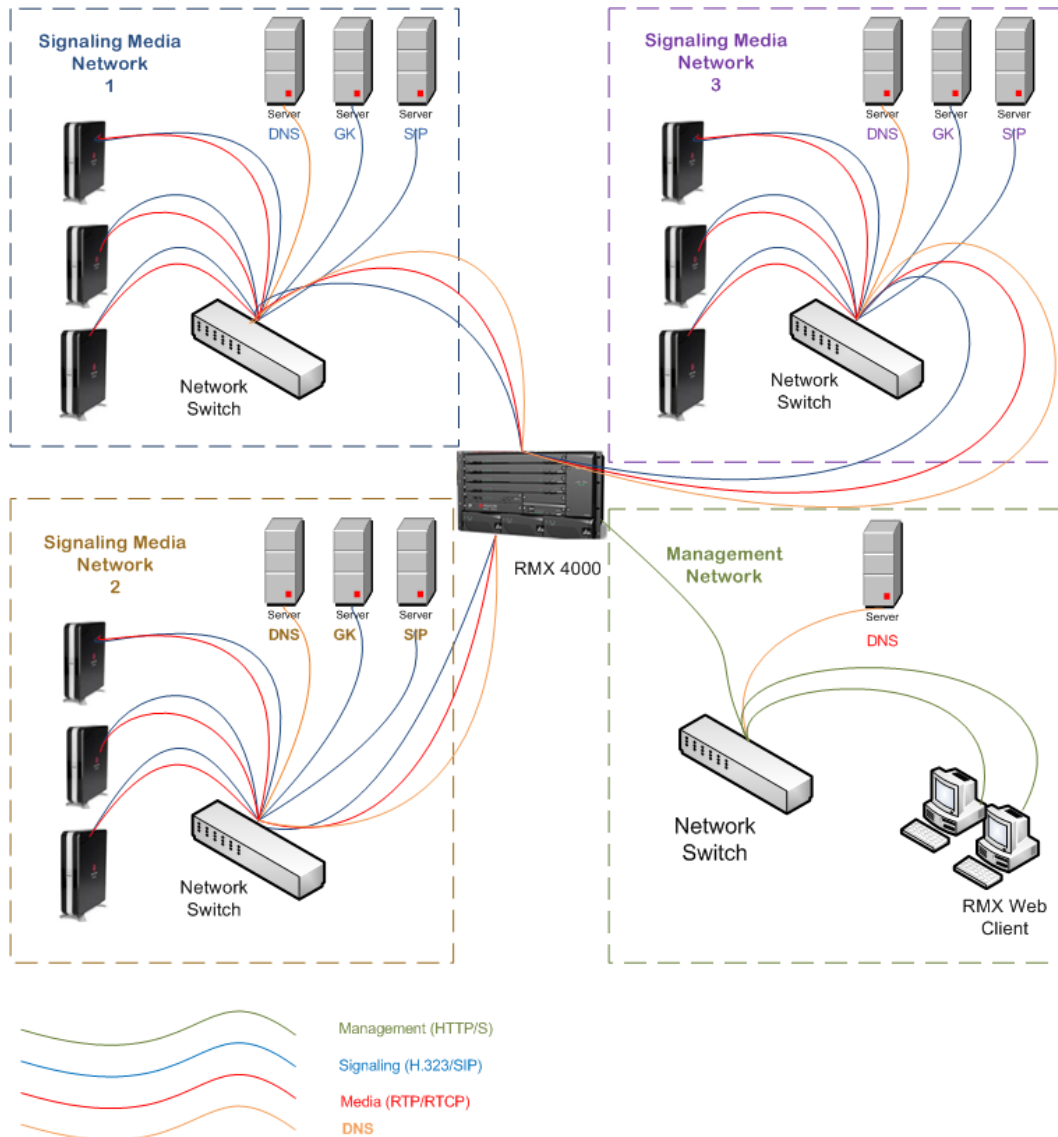 Signaling Media
Network
1
Server
DNS
Server
GK
Server
SIP
Network
Switch
Signaling Media
Network
3
Server
DNS
Server
GK
Server
SIP
Network
Switch
RMX 4000
Signaling Media
Network
2
Server
DNS
Server
GK
Server
SIP
Network
Switch
Management
Network
Server
DNS
Network
Switch
RMX Web
Client
Management (HTTP/S)
Signaling (H.323/SIP)
Media (RTP/RTCP)
DNS